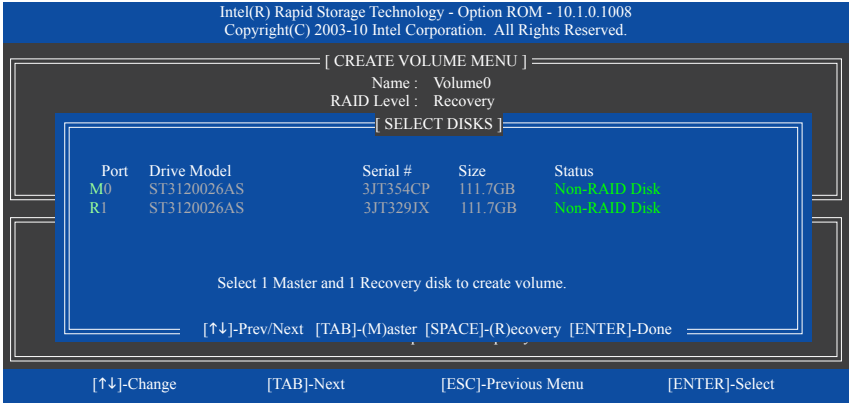 Intel(R) Rapid Storage Technology - Option ROM - 10.1.0.1008
Copyright(C) 2003-10 Intel Corporation. All Rights Reserved.
[ CREATE VOLUME MENU ]
Name : Volume0
RAID Level : Recovery
[ SELECT DISKS ]
Port Drive Model Serial # Size Status
M0 ST3120026AS 3JT354CP 111.7GB Non-RAID Disk
R1 ST3120026AS 3JT329JX 111.7GB Non-RAID Disk
Select 1 Master and 1 Recovery disk to create volume.
[↑↓]-Prev/Next [TAB]-(M)aster [SPACE]-(R)ecovery [ENTER]-Done
[↑↓]-Change [TAB]-Next [ESC]-Previous Menu [ENTER]-Select